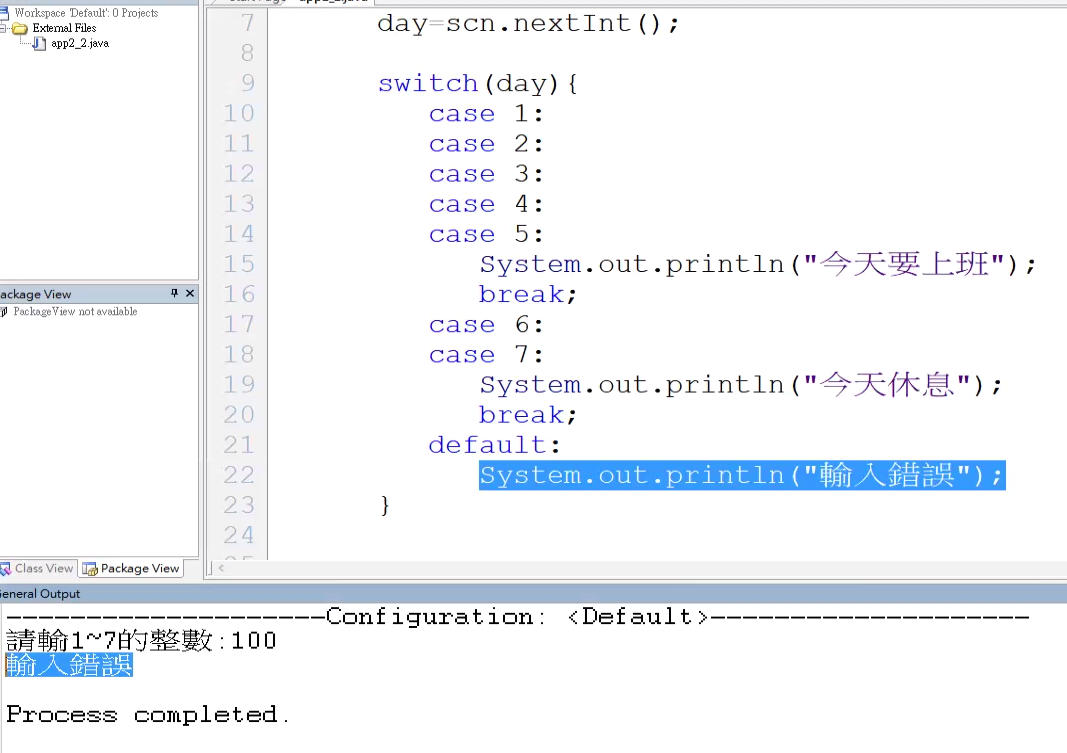 Workspace 'Default': 0 Projects
External Files
app2_2.java
7 day=scn.nextInt();
8
9 switch(day){
10 case 1:
11 case 2:
12 case 3:
13 case 4:
14 case 5:
15 System.out.println("今天要上班");
16 break;
17 case 6:
18 case 7:
19 System.out.println("今天休息");
20 break;
21 default:
22 System.out.println("輸入錯誤");
23 }
24
ackage View
PackageView not available
Class View
Package View
General Output
--------------------Configuration: <Default>--------------------
請輸1~7的整數:100
輸入錯誤
Process completed.